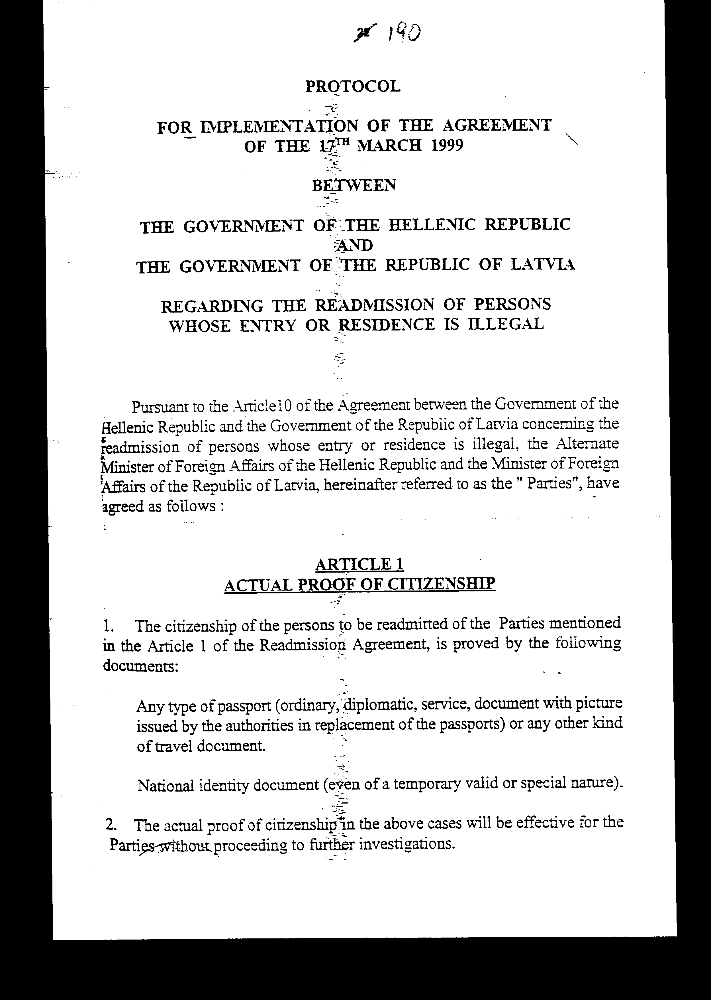 22 190
PROTOCOL
FOR IMPLEMENTATION OF THE AGREEMENT
OF THE 17TH MARCH 1999
BETWEEN
THE GOVERNMENT OF THE HELLENIC REPUBLIC
AND
THE GOVERNMENT OF THE REPUBLIC OF LATVIA
REGARDING THE READMISSION OF PERSONS
WHOSE ENTRY OR RESIDENCE IS ILLEGAL
Pursuant to the Article10 of the Agreement between the Government of the
Hellenic Republic and the Government of the Republic of Latvia concerning the
readmission of persons whose entry or residence is illegal, the Alternate
Minister of Foreign Affairs of the Hellenic Republic and the Minister of Foreign
Affairs of the Republic of Latvia, hereinafter referred to as the " Parties", have
agreed as follows :
ARTICLE 1
ACTUAL PROOF OF CITIZENSHIP
1. The citizenship of the persons to be readmitted of the Parties mentioned
in the Article 1 of the Readmission Agreement, is proved by the following
documents:
Any type of passport (ordinary, diplomatic, service, document with picture
issued by the authorities in replacement of the passports) or any other kind
of travel document.
National identity document (even of a temporary valid or special nature).
2. The actual proof of citizenship in the above cases will be effective for the
Parties without proceeding to further investigations.